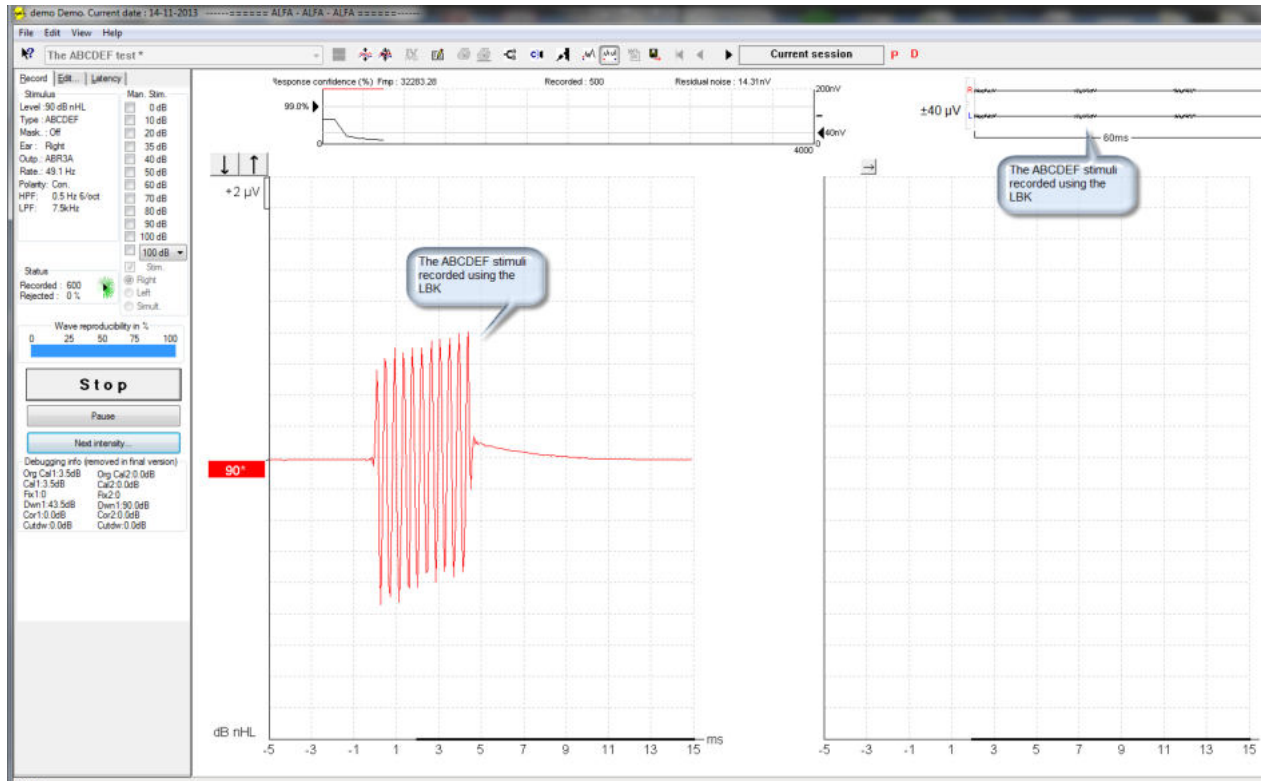 demo Demo. Current date : 14-11-2013 ------====== ALFA - ALFA - ALFA ======------
File Edit View Help
The ABCDEF test *
Current session
P D
Record Edit... Latency
Stimulus
Level :90 dB nHL
Type : ABCDEF
Mask. : Off
Ear : Right
Outp.: ABR3A
Rate.: 49.1 Hz
Polarity: Con.
HPF: 0.5 Hz 6/oct
LPF: 7.5kHz
Man. Stim.
0 dB
10 dB
20 dB
35 dB
40 dB
50 dB
60 dB
70 dB
80 dB
90 dB
100 dB
100 dB
Stim.
Right
Left
Simult.
Status
Recorded : 600
Rejected : 0 %
Wave reproducibility in %
0 25 50 75 100
Stop
Pause
Next intensity...
Debugging info (removed in final version)
Org Cal1:3.5dB Org Cal2:0.0dB
Cal1:3.5dB Cal2:0.0dB
Fix1:0 Fix2:0
Dwn1:43.5dB Dwn1:90.0dB
Cor1:0.0dB Cor2:0.0dB
Cutdw:0.0dB Cutdw:0.0dB
Response confidence (%) Fmp : 32283.28 Recorded : 500 Residual noise : 14.31nV
99.0%
200nV
40nV
0
0
4000
±40 µV
R
L
60ms
The ABCDEF stimuli
recorded using the
LBK
+2 µV
The ABCDEF stimuli
recorded using the
LBK
90°
dB nHL
-5 -3 -1 1 3 5 7 9 11 13 15 ms
-5 -3 -1 1 3 5 7 9 11 13 15